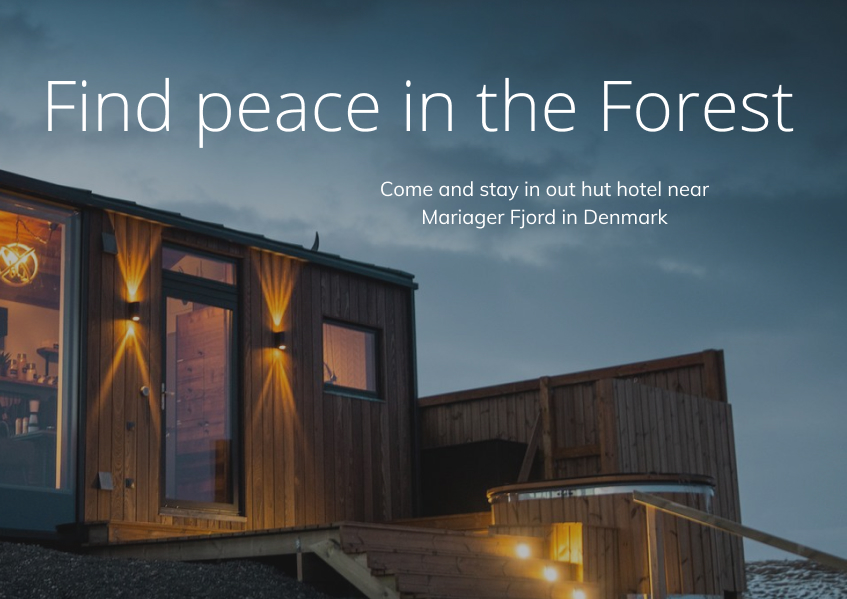 Find peace in the Forest
Come and stay in out hut hotel near
Mariager Fjord in Denmark